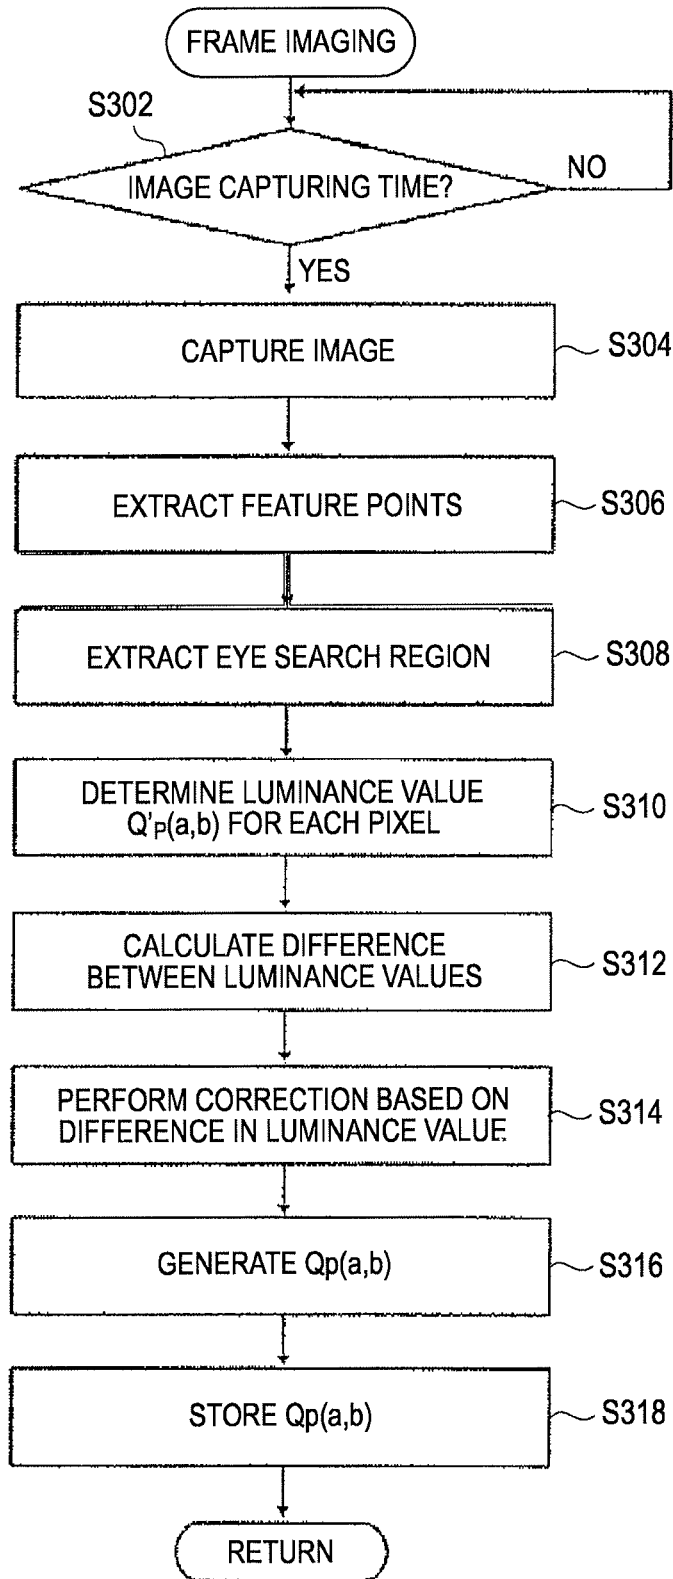 FRAME IMAGING
S302
IMAGE CAPTURING TIME?
NO
YES
CAPTURE IMAGE
S304
EXTRACT FEATURE POINTS
S306
EXTRACT EYE SEARCH REGION
S308
DETERMINE LUMINANCE VALUE
Q'P(a,b) FOR EACH PIXEL
S310
CALCULATE DIFFERENCE
BETWEEN LUMINANCE VALUES
S312
PERFORM CORRECTION BASED ON
DIFFERENCE IN LUMINANCE VALUE
S314
GENERATE Qp(a,b)
S316
STORE Qp(a,b)
S318
RETURN